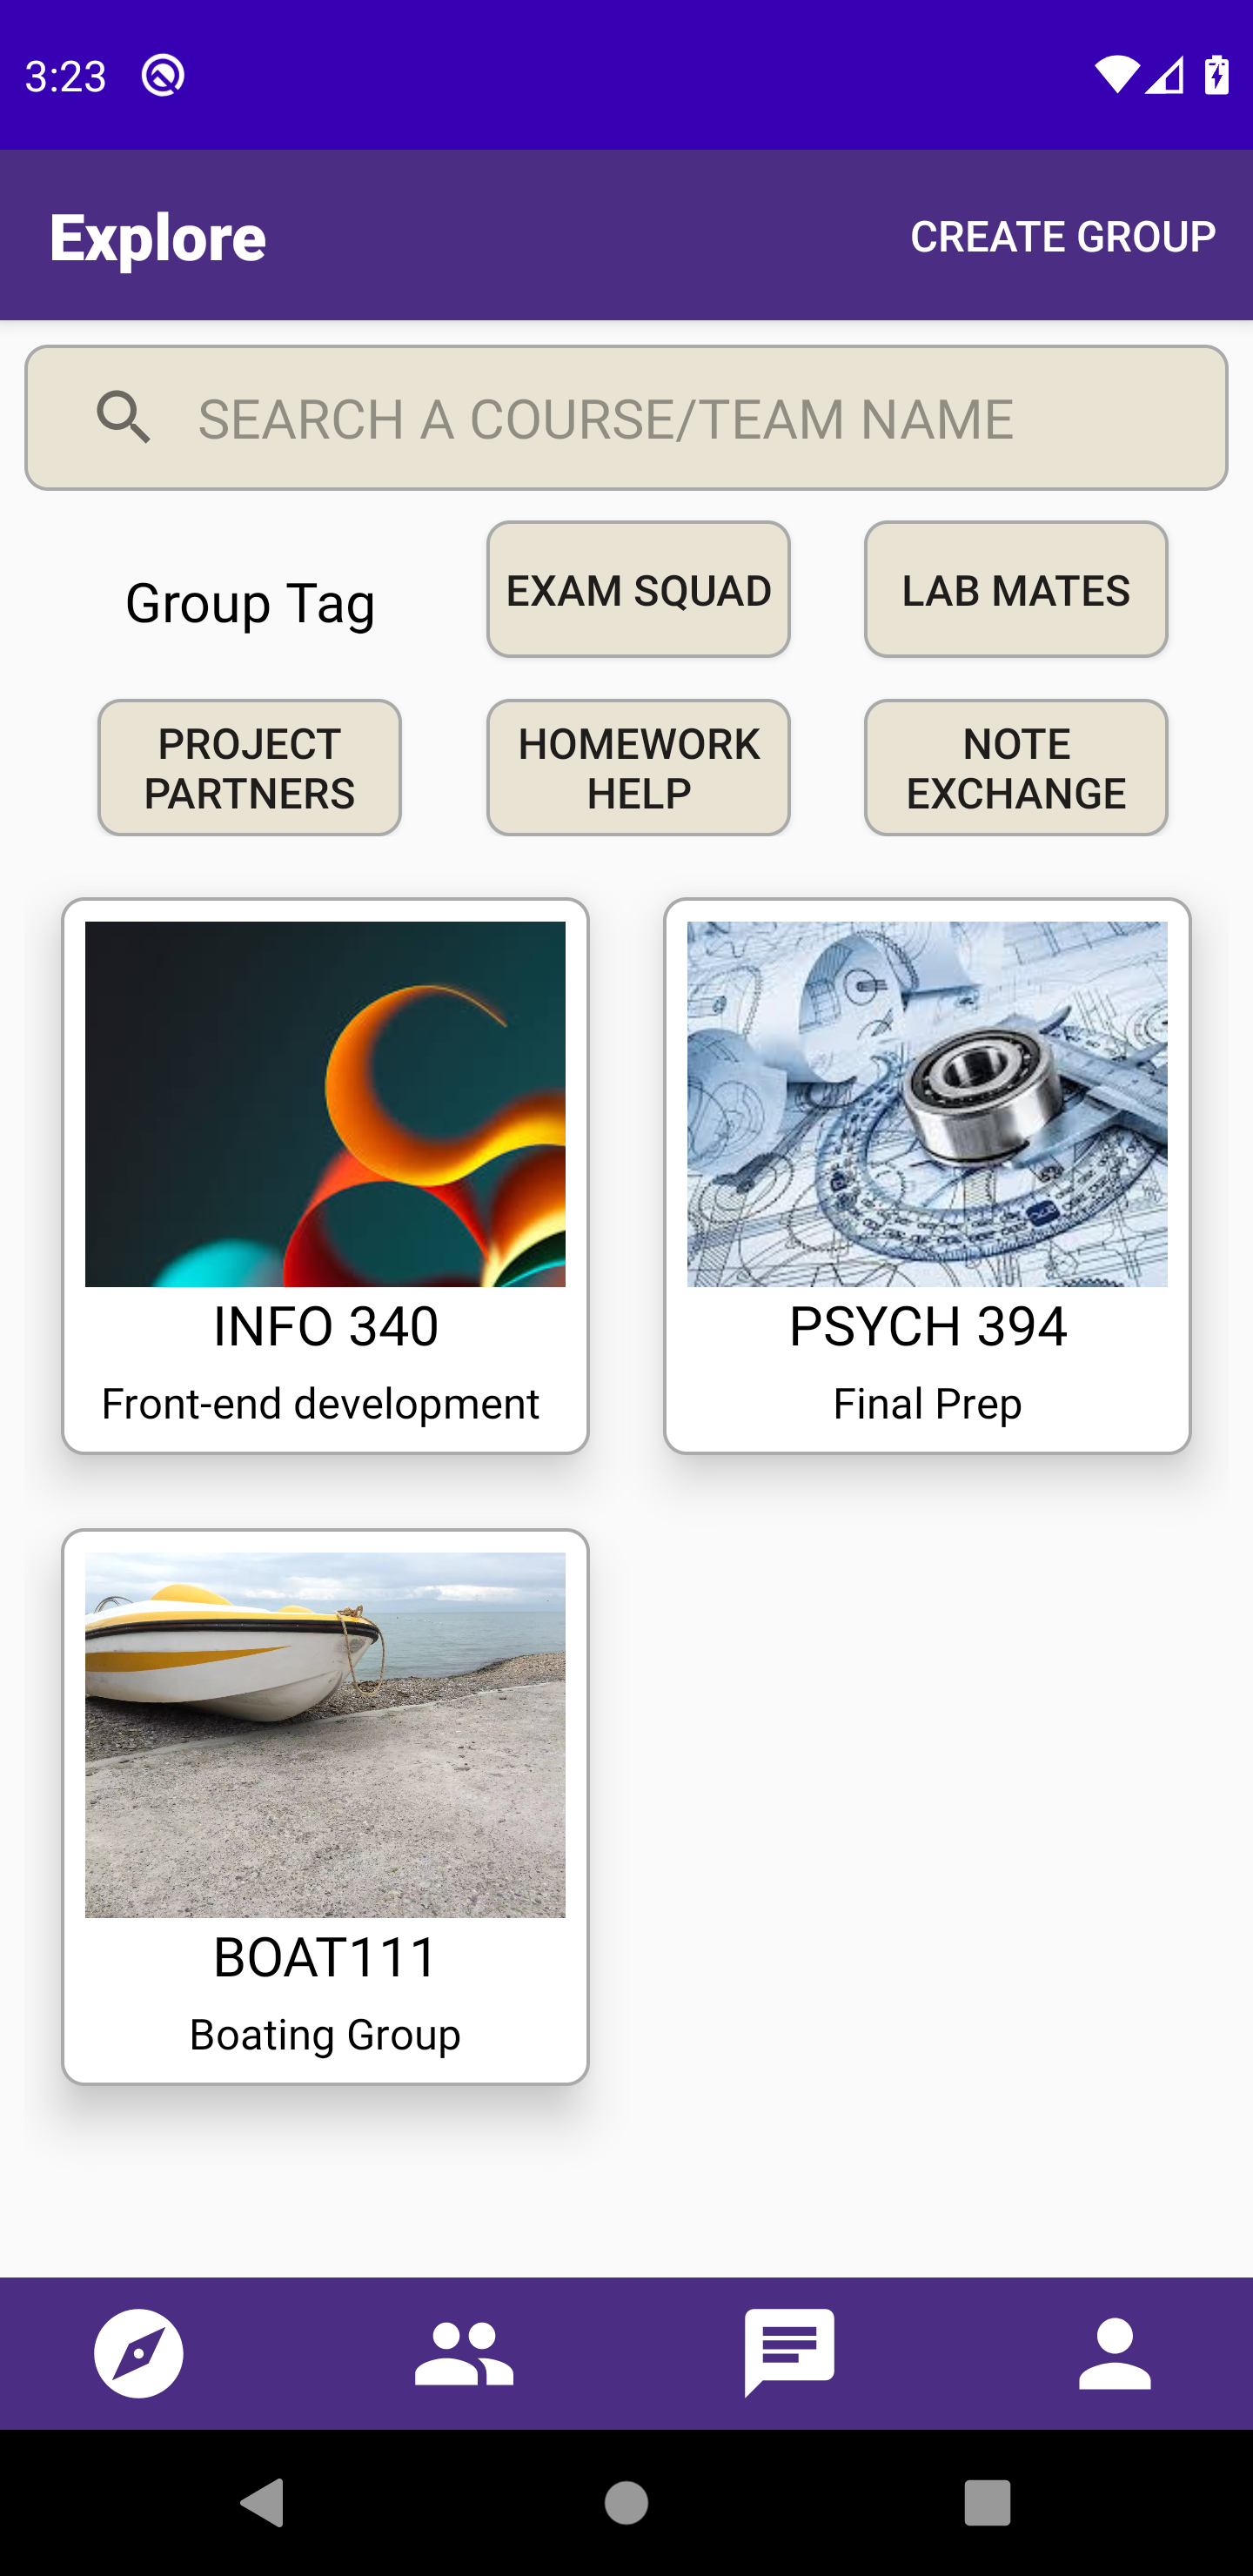 3:23
Explore
CREATE GROUP
SEARCH A COURSE/TEAM NAME
Group Tag
EXAM SQUAD
LAB MATES
PROJECT
PARTNERS
HOMEWORK
HELP
NOTE
EXCHANGE
INFO 340
Front-end development
PSYCH 394
Final Prep
BOAT111
Boating Group